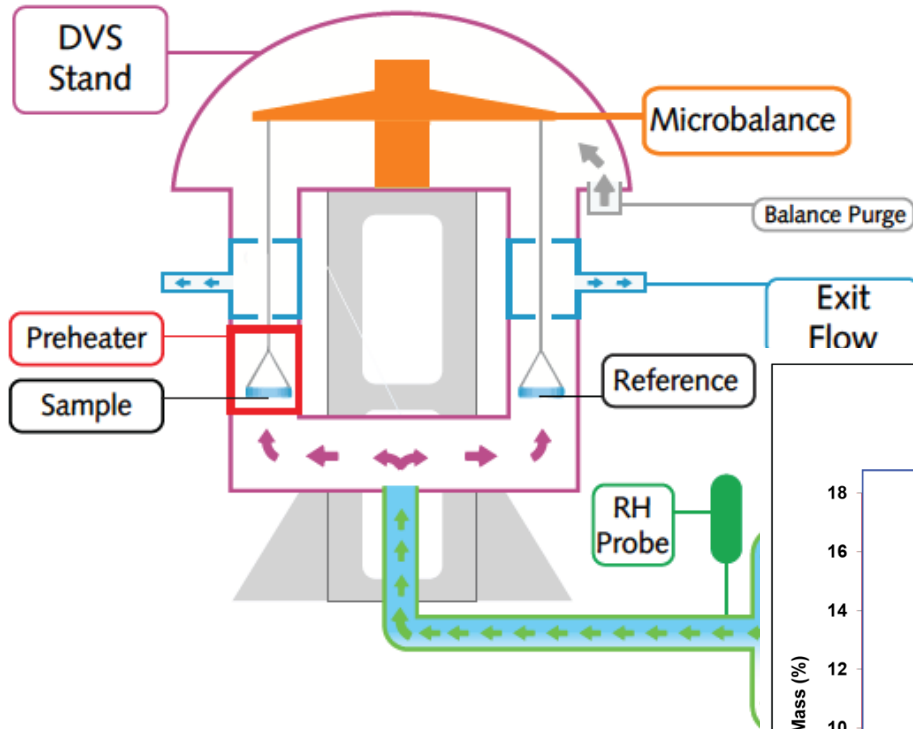 DVS
Stand
Microbalance
Balance Purge
Exit
Flow
Preheater
Sample
Reference
RH
Probe
18
16
14
12
10
Mass (%)